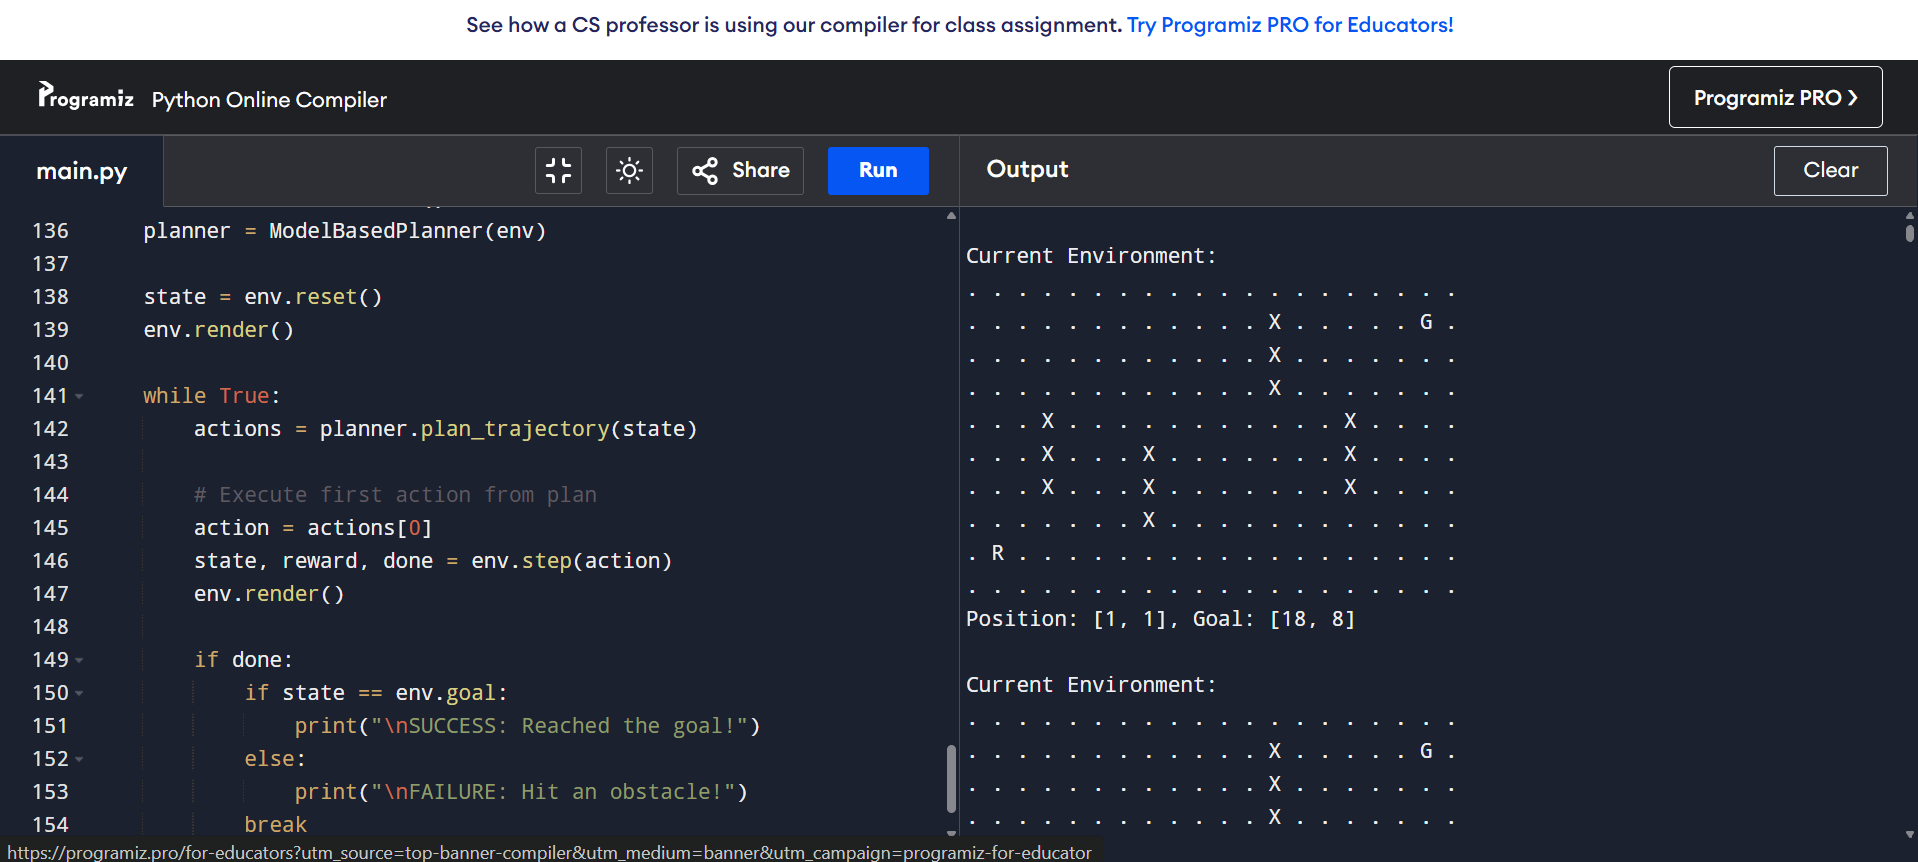 See how a CS professor is using our compiler for class assignment. Try Programiz PRO for Educators!
Programiz Python Online Compiler
Programiz PRO ❯
main.py
Share
Run
Output
Clear
136 planner = ModelBasedPlanner(env)
137
138 state = env.reset()
139 env.render()
140
141 while True:
142     actions = planner.plan_trajectory(state)
143
144     # Execute first action from plan
145     action = actions[0]
146     state, reward, done = env.step(action)
147     env.render()
148
149     if done:
150         if state == env.goal:
151             print("\nSUCCESS: Reached the goal!")
152         else:
153             print("\nFAILURE: Hit an obstacle!")
154         break
Current Environment:
. . . . . . . . . . . . . . . . . . . .
. . . . . . . . . . . . X . . . . . G .
. . . . . . . . . . . . X . . . . . . .
. . . . . . . . . . . . X . . . . . . .
. . . X . . . . . . . . . . . X . . . .
. . . X . . . X . . . . . . . X . . . .
. . . X . . . X . . . . . . . X . . . .
. . . . . . . X . . . . . . . . . . . .
. R . . . . . . . . . . . . . . . . . .
. . . . . . . . . . . . . . . . . . . .
Position: [1, 1], Goal: [18, 8]
Current Environment:
. . . . . . . . . . . . . . . . . . . .
. . . . . . . . . . . . X . . . . . G .
. . . . . . . . . . . . X . . . . . . .
. . . . . . . . . . . . X . . . . . . .
https://programiz.pro/for-educators?utm_source=top-banner-compiler&utm_medium=banner&utm_campaign=programiz-for-educator